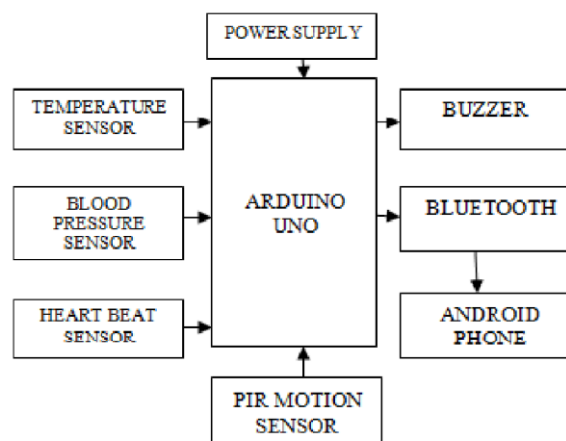 POWER SUPPLY
TEMPERATURE
SENSOR
BLOOD
PRESSURE
SENSOR
HEART BEAT
SENSOR
ARDUINO
UNO
BUZZER
BLUETOOTH
ANDROID
PHONE
PIR MOTION
SENSOR